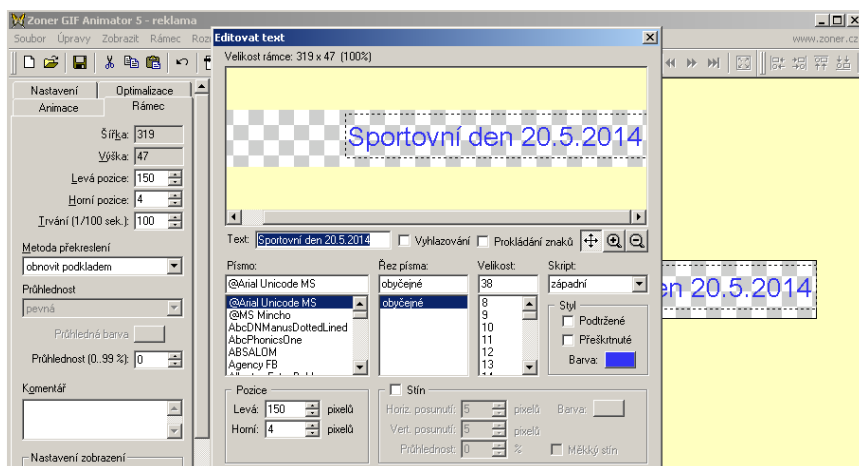 Zoner GIF Animator 5 - reklama
Soubor Úpravy Zobrazit Rámec
www.zoner.cz
Nastavení Optimalizace
Animace Rámec
Šířka: 319
Výška: 47
Levá pozice: 150
Horní pozice: 4
Trvání (1/100 sek.): 100
Metoda překreslení
obnovit podkladem
Průhlednost
pevná
Průhledná barva
Průhlednost (0..99 %): 0
Komentář
Nastavení zobrazení
Editovat text
Velikost rámce: 319 x 47 (100%)
Sportovní den 20.5.2014
Text: Sportovní den 20.5.2014 Vyhlazování Prokládání znaků
Písmo: Řez písma: Velikost: Skript:
@Arial Unicode MS obyčejné 38 západní
@Arial Unicode MS obyčejné 8
@MS Mincho 9
AbcDNManusDottedLined 10
AbcPhonicsOne 11
ABSALOM 12
Agency FB 13
Styl
Podtržené
Přeškrtnuté
Barva:
Pozice
Levá: 150 pixelů
Horní: 4 pixelů
Stín
Horiz. posunutí: 5 pixelů Barva:
Vert. posunutí: 5 pixelů
Průhlednost: 0 % Měkký stín
en 20.5.2014